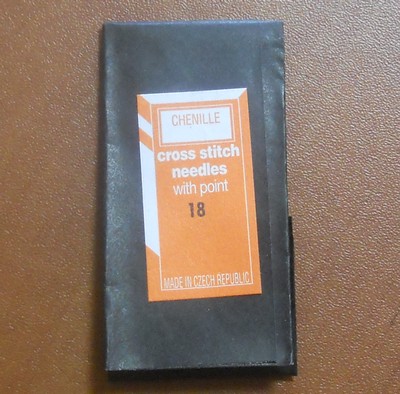 CHENILLE
cross stitch
needles
with point
18
MADE IN CZECH REPUBLIC